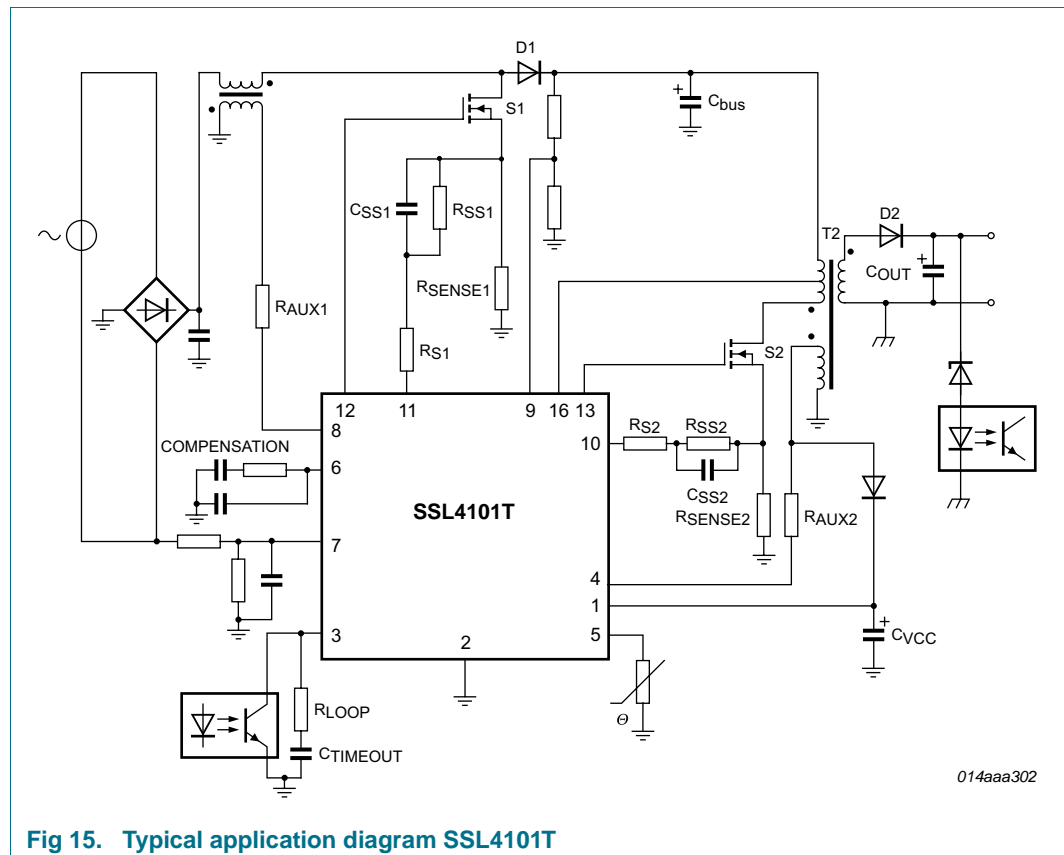 D1
S1
Cbus
CSS1
RSS1
D2
T2
COUT
RSENSE1
RAUX1
RS1
S2
12
11
9
16
13
8
10
RS2
RSS2
COMPENSATION
6
CSS2
SSL4101T
RSENSE2
RAUX2
7
4
1
3
2
5
CVCC
RLOOP
Θ
CTIMEOUT
014aaa302
Fig 15. Typical application diagram SSL4101T